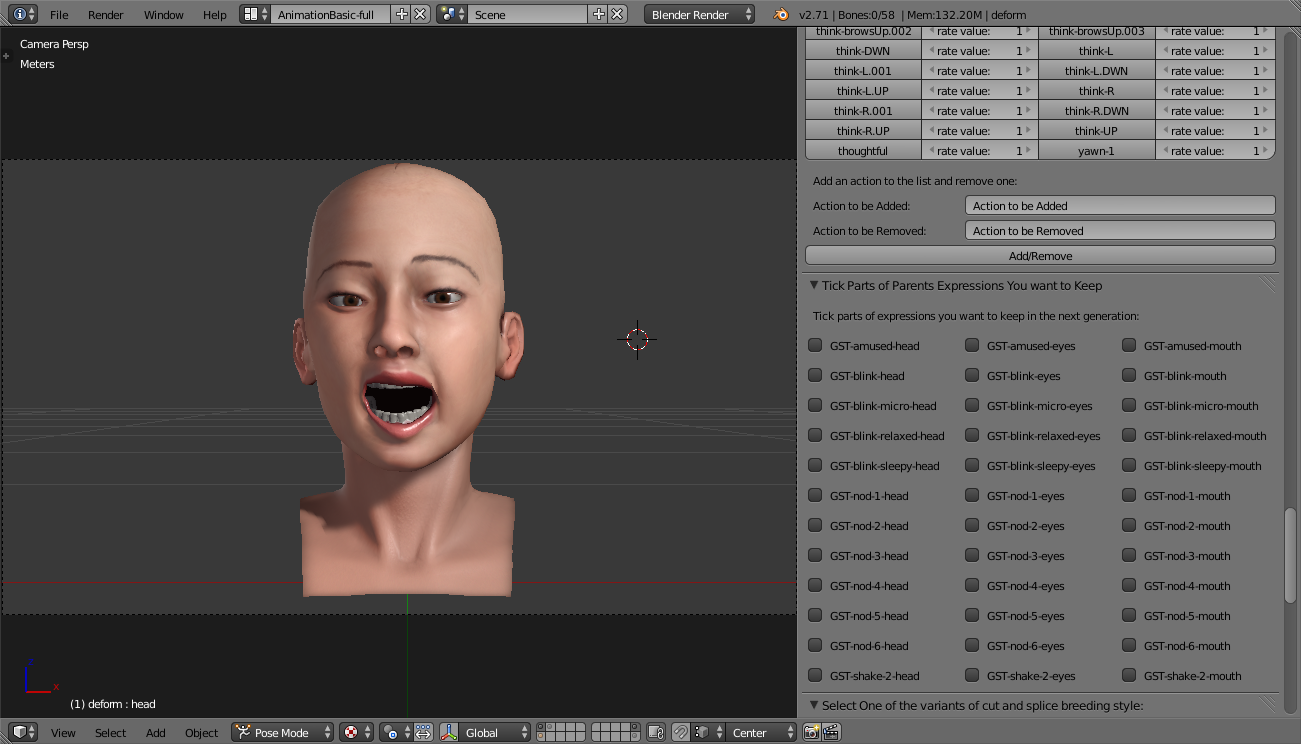 File Render Window Help AnimationBasic-full Scene Blender Render v2.71 | Bones:0/58 | Mem:132.20M | deform
Camera Persp
Meters
think-browsUp.002 rate value: 1 think-browsUp.003 rate value: 1
think-DWN rate value: 1 think-L rate value: 1
think-L.001 rate value: 1 think-L.DWN rate value: 1
think-L.UP rate value: 1 think-R rate value: 1
think-R.001 rate value: 1 think-R.DWN rate value: 1
think-R.UP rate value: 1 think-UP rate value: 1
thoughtful rate value: 1 yawn-1 rate value: 1
Add an action to the list and remove one:
Action to be Added: Action to be Added
Action to be Removed: Action to be Removed
Add/Remove
Tick Parts of Parents Expressions You want to Keep
Tick parts of expressions you want to keep in the next generation:
GST-amused-head GST-amused-eyes GST-amused-mouth
GST-blink-head GST-blink-eyes GST-blink-mouth
GST-blink-micro-head GST-blink-micro-eyes GST-blink-micro-mouth
GST-blink-relaxed-head GST-blink-relaxed-eyes GST-blink-relaxed-mouth
GST-blink-sleepy-head GST-blink-sleepy-eyes GST-blink-sleepy-mouth
GST-nod-1-head GST-nod-1-eyes GST-nod-1-mouth
GST-nod-2-head GST-nod-2-eyes GST-nod-2-mouth
GST-nod-3-head GST-nod-3-eyes GST-nod-3-mouth
GST-nod-4-head GST-nod-4-eyes GST-nod-4-mouth
GST-nod-5-head GST-nod-5-eyes GST-nod-5-mouth
GST-nod-6-head GST-nod-6-eyes GST-nod-6-mouth
GST-shake-2-head GST-shake-2-eyes GST-shake-2-mouth
Select One of the variants of cut and splice breeding style:
z
x
(1) deform : head
View Select Add Object Pose Mode Global Center